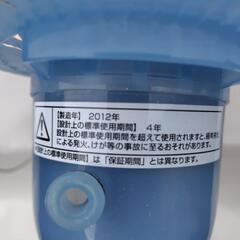 【製造年】2012年
【設計上の標準使用期間】4年
設計上の標準使用期間を超えて使用されますと、経年劣化
による発火、けが等の事故に至るおそれがあります。
設計上の標準使用期間】は「保証期間」とは異なります。